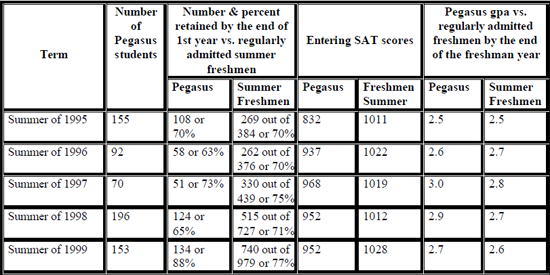 Term
Number
of
Pegasus
students
Number & percent
retained by the end of
1st year vs. regularly
admitted summer
freshmen
Entering SAT scores
Pegasus gpa vs.
regularly admitted
freshmen by the end
of the freshman year
Pegasus
Summer
Freshmen
Pegasus
Freshmen
Summer
Pegasus
Summer
Freshmen
Summer of 1995
155
108 or
70%
269 out of
384 or 70%
832
1011
2.5
2.5
Summer of 1996
92
58 or 63%
262 out of
376 or 70%
937
1022
2.6
2.7
Summer of 1997
70
51 or 73%
330 out of
439 or 75%
968
1019
3.0
2.8
Summer of 1998
196
124 or
65%
515 out of
727 or 71%
952
1012
2.9
2.7
Summer of 1999
153
134 or
88%
740 out of
979 or 77%
952
1028
2.7
2.6